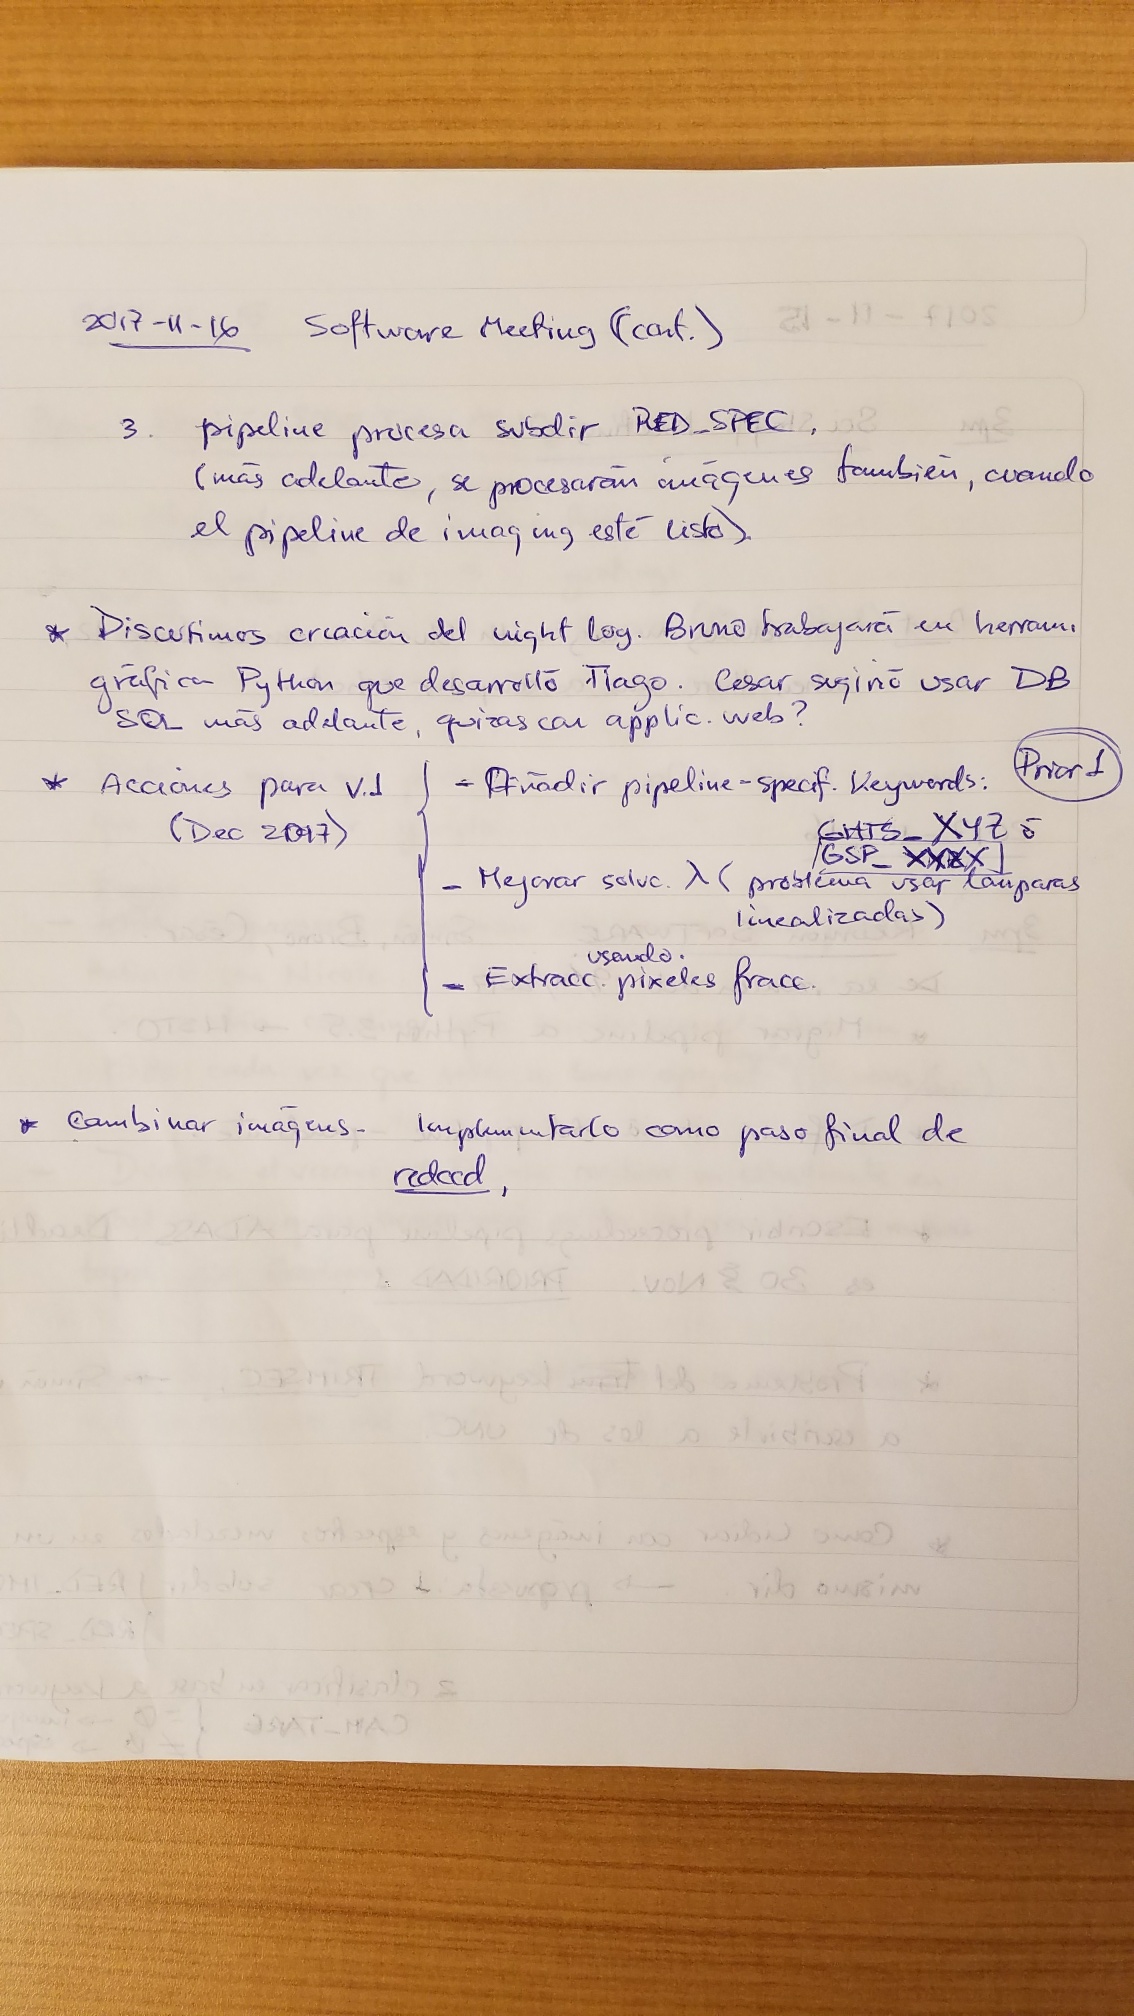 2017-11-16 Software Meeting (cont.)
3. pipeline procesa subdir RED_SPEC,
(más adelante, se procesarán imágenes también, cuando
el pipeline de imaging esté listo).
* Discutimos creación del night log. Bruno trabajará en herram.
gráfica Python que desarrolló Tiago. Cesar sugirió usar DB
SQL más adelante, quizas con applic. web?
* Acciones para v.1 - Añadir pipeline-specif. keywords: Prior 1
(Dec 2017)
GHTS_XYZ ó
GSP_XXXX
- Mejorar soluc. λ (problema usar lámparas
linealizadas)
usando.
- Extracc. pixeles fracc.
* Combinar imágens. Implementarlo como paso final de
redccd,